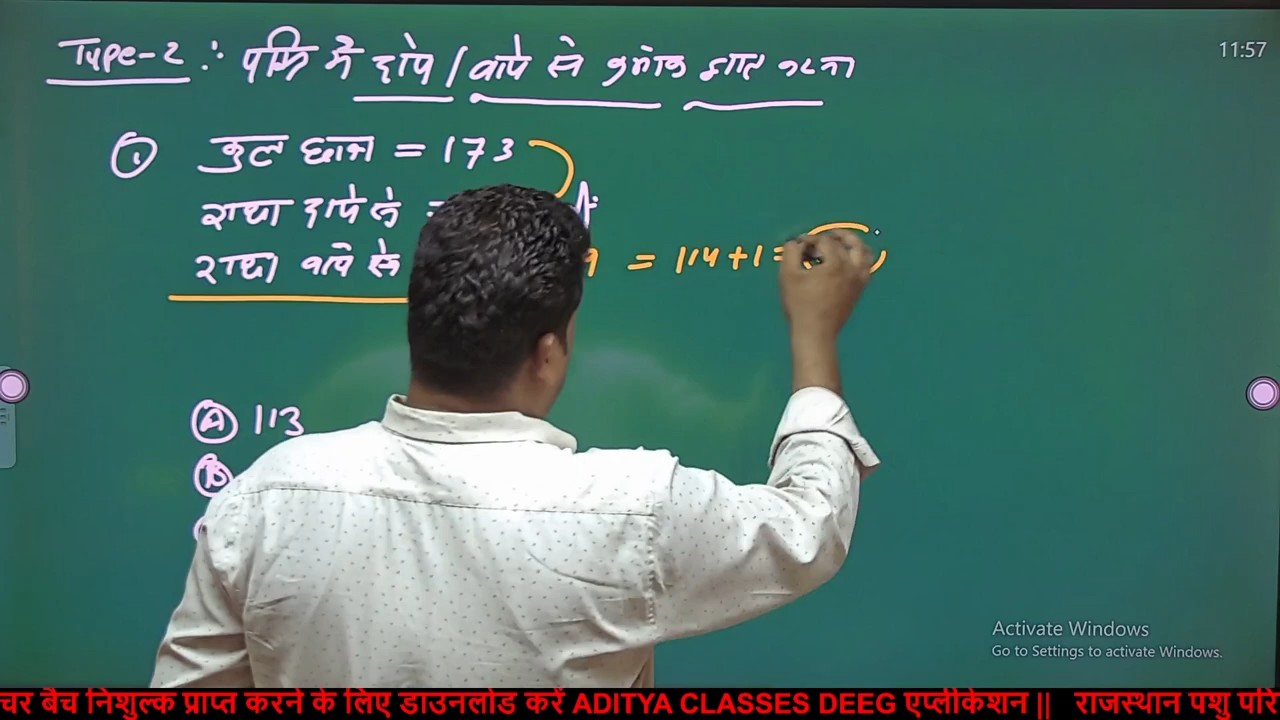 Type-2 : पंक्ति में दांये / बांये से क्रमांक ज्ञात करना
11:57
① कुल छात्र = 173
राधा दांये से =
राधा बांये से = 114+1=
Ⓐ 113
Ⓑ
Activate Windows
Go to Settings to activate Windows.
चर बैच निशुल्क प्राप्त करने के लिए डाउनलोड करें ADITYA CLASSES DEEG एप्लीकेशन || राजस्थान पशु परि